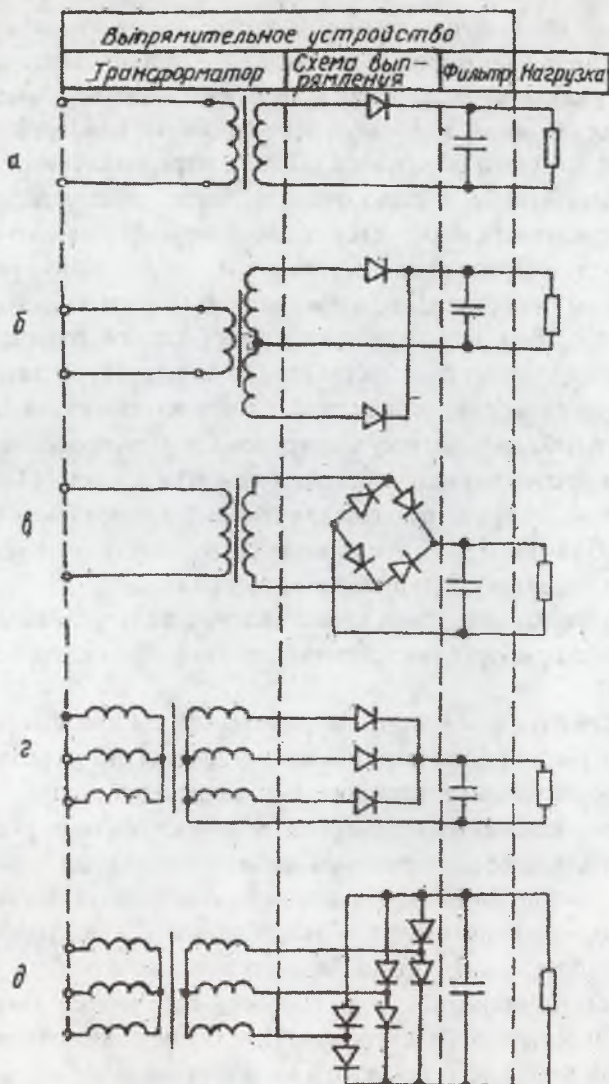 Выпрямительное устройство
Трансформатор
Схема вып-
рямления
Фильтр
Нагрузка
а
б
в
г
д